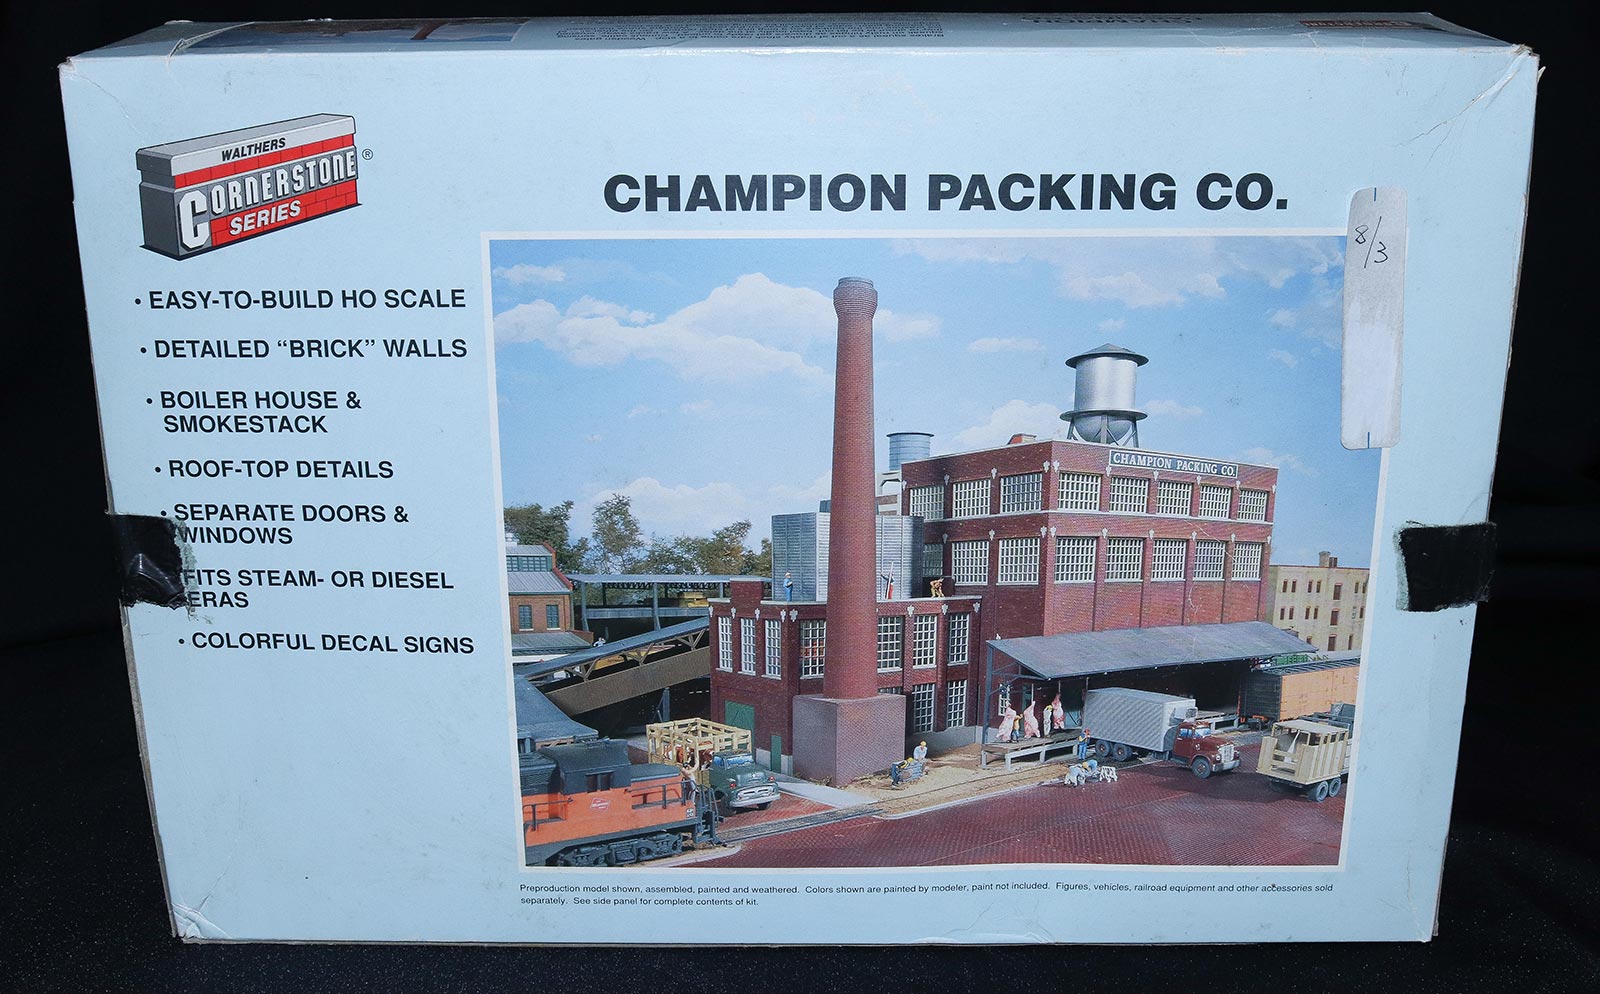 WALTHERS
CORNERSTONE ®
SERIES
CHAMPION PACKING CO.
8/3
• EASY-TO-BUILD HO SCALE
• DETAILED “BRICK” WALLS
• BOILER HOUSE &
SMOKESTACK
• ROOF-TOP DETAILS
• SEPARATE DOORS &
WINDOWS
FITS STEAM- OR DIESEL
ERAS
• COLORFUL DECAL SIGNS
CHAMPION PACKING CO.
Preproduction model shown, assembled, painted and weathered. Colors shown are painted by modeler, paint not included. Figures, vehicles, railroad equipment and other accessories sold
separately. See side panel for complete contents of kit.